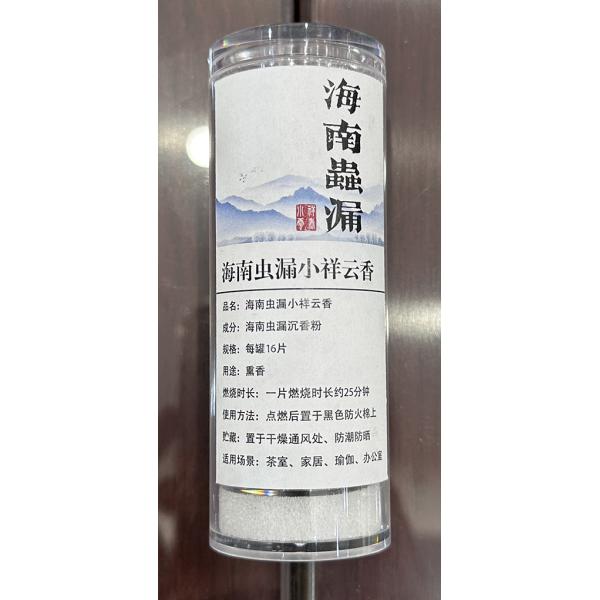 海南蟲漏
祥云
小香
海南虫漏小祥云香
品名：海南虫漏小祥云香
成分：海南虫漏沉香粉
规格：每罐16片
用途：熏香
燃烧时长：一片燃烧时长约25分钟
使用方法：点燃后置于黑色防火棉上
贮藏：置于干燥通风处、防潮防晒
适用场景：茶室、家居、瑜伽、办公室